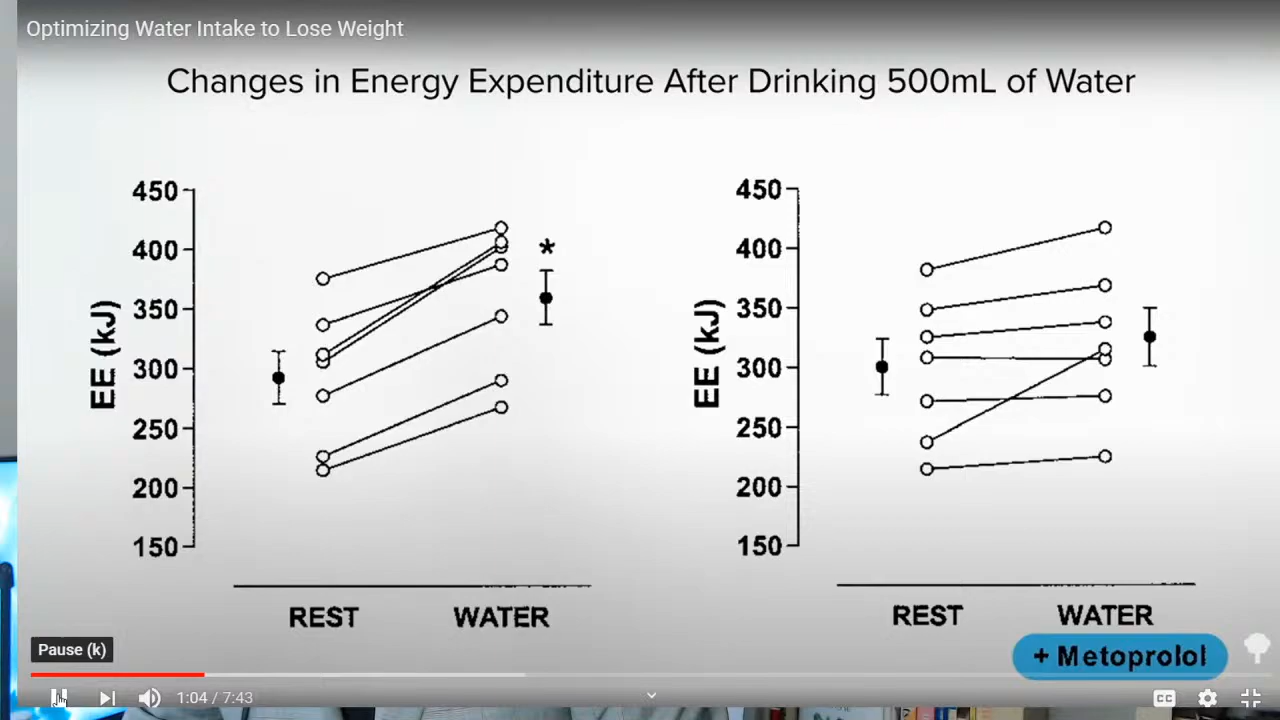 Optimizing Water Intake to Lose Weight
Changes in Energy Expenditure After Drinking 500mL of Water
450
400
350
300
250
200
150
EE (kJ)
*
REST
WATER
450
400
350
300
250
200
150
EE (kJ)
REST
WATER
+ Metoprolol
Pause (k)
1:04 / 7:43
CC